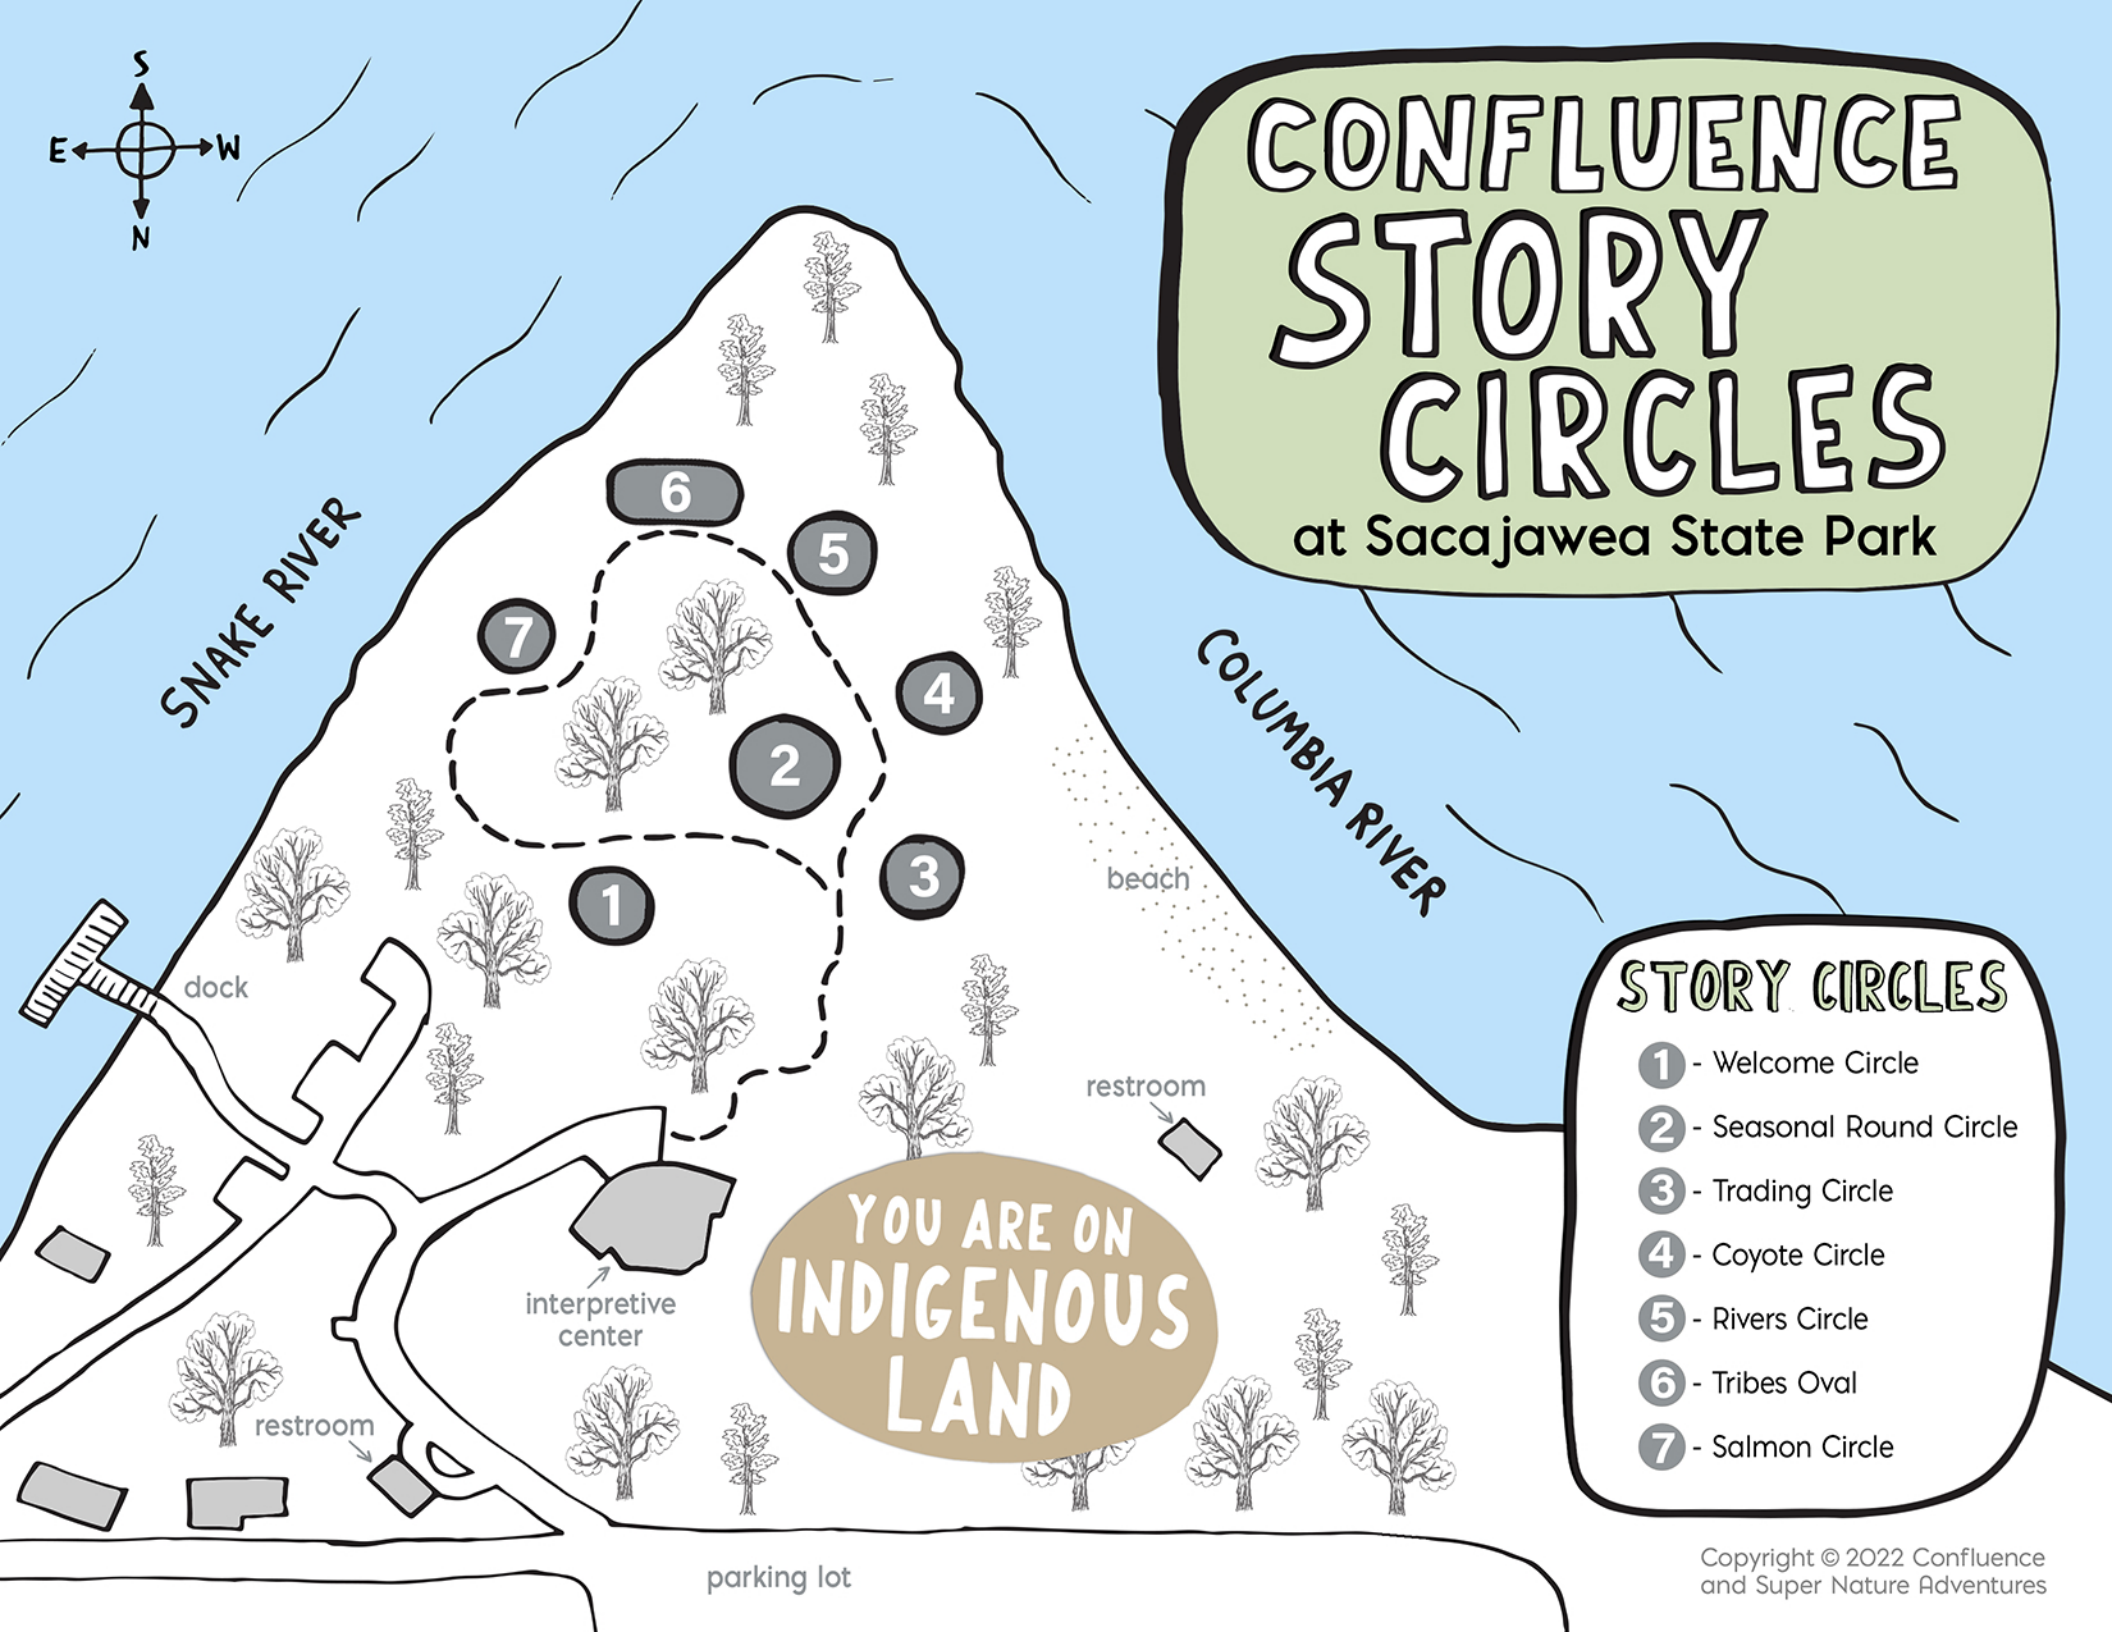 S
E W
N
CONFLUENCE
STORY
CIRCLES
at Sacajawea State Park
SNAKE RIVER
COLUMBIA RIVER
6
5
7
4
2
3
1
beach
dock
restroom
interpretive
center
restroom
parking lot
YOU ARE ON
INDIGENOUS
LAND
STORY CIRCLES
1 - Welcome Circle
2 - Seasonal Round Circle
3 - Trading Circle
4 - Coyote Circle
5 - Rivers Circle
6 - Tribes Oval
7 - Salmon Circle
Copyright © 2022 Confluence
and Super Nature Adventures